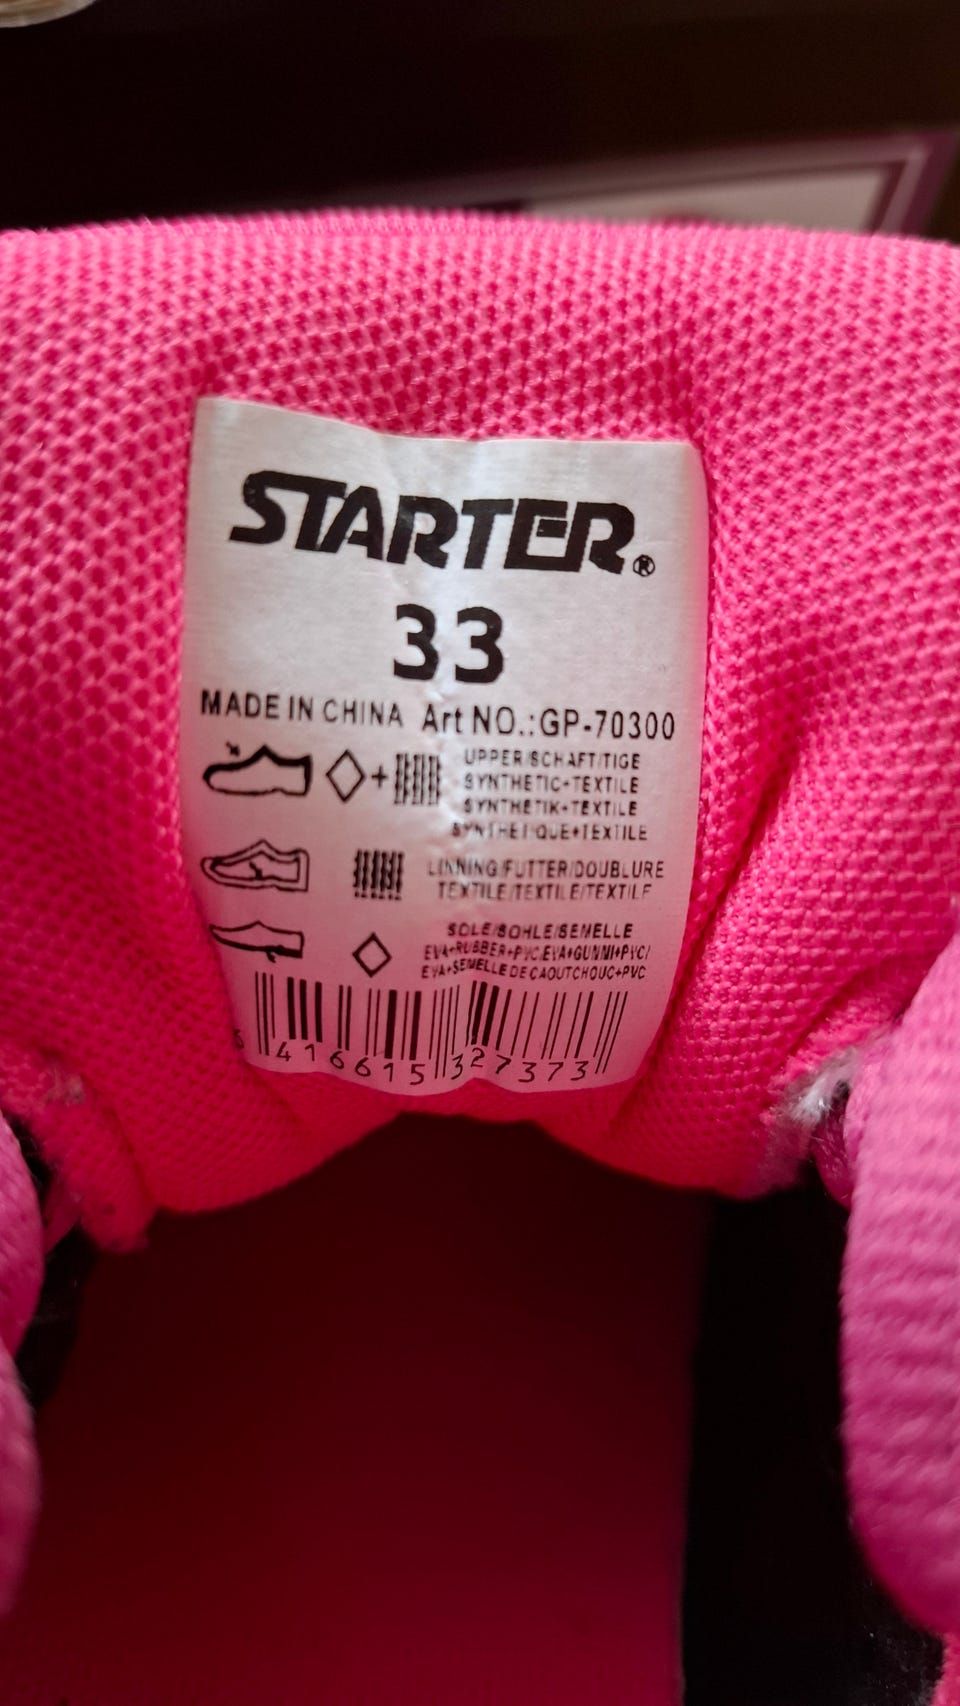 STARTER®
33
MADE IN CHINA Art NO.:GP-70300
UPPER/SCHAFT/TIGE
SYNTHETIC+TEXTILE
SYNTHETIK+TEXTILE
SYNTHETIQUE+TEXTILE
LINNING/FUTTER/DOUBLURE
TEXTILE/TEXTILE/TEXTILE
SOLE/SOHLE/SEMELLE
EVA+RUBBER+PVC/EVA+GUNNI+PVC/
EVA+SEMELLE DE CAOUTCHOUC+PVC
416615 327373